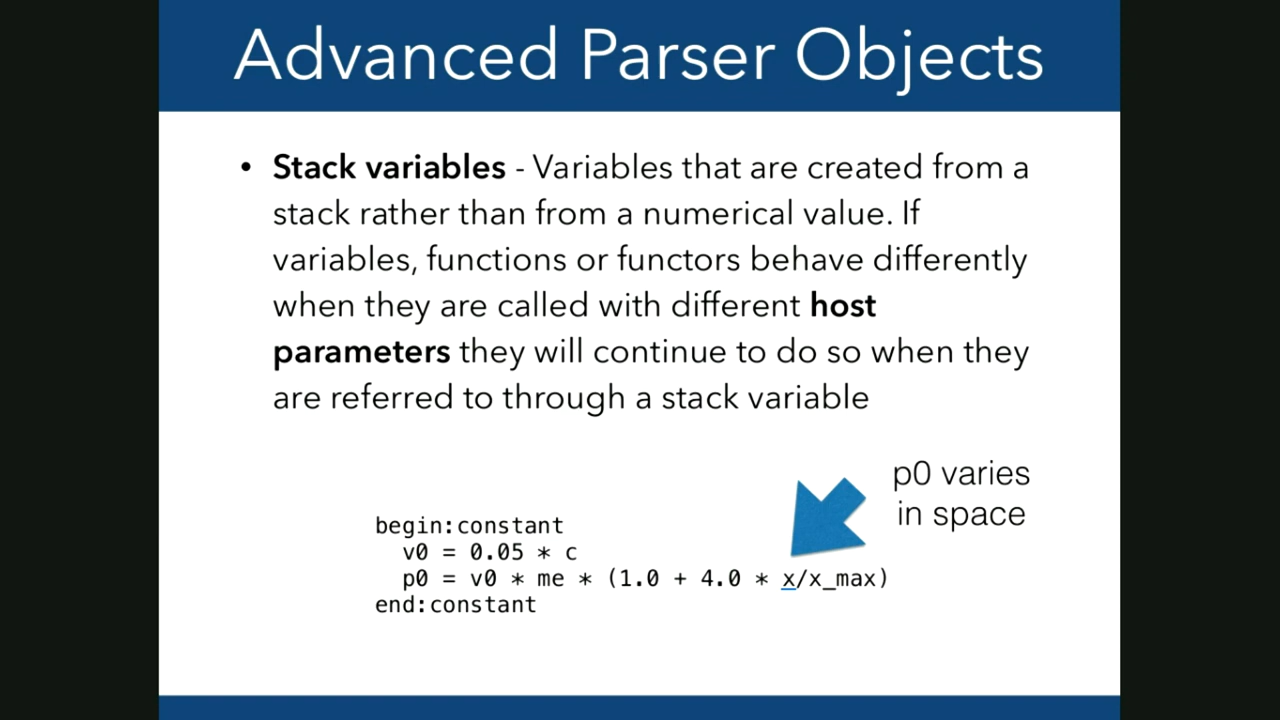 Advanced Parser Objects
• Stack variables - Variables that are created from a
stack rather than from a numerical value. If
variables, functions or functors behave differently
when they are called with different host
parameters they will continue to do so when they
are referred to through a stack variable
p0 varies
in space
begin:constant
v0 = 0.05 * c
p0 = v0 * me * (1.0 + 4.0 * x/x_max)
end:constant